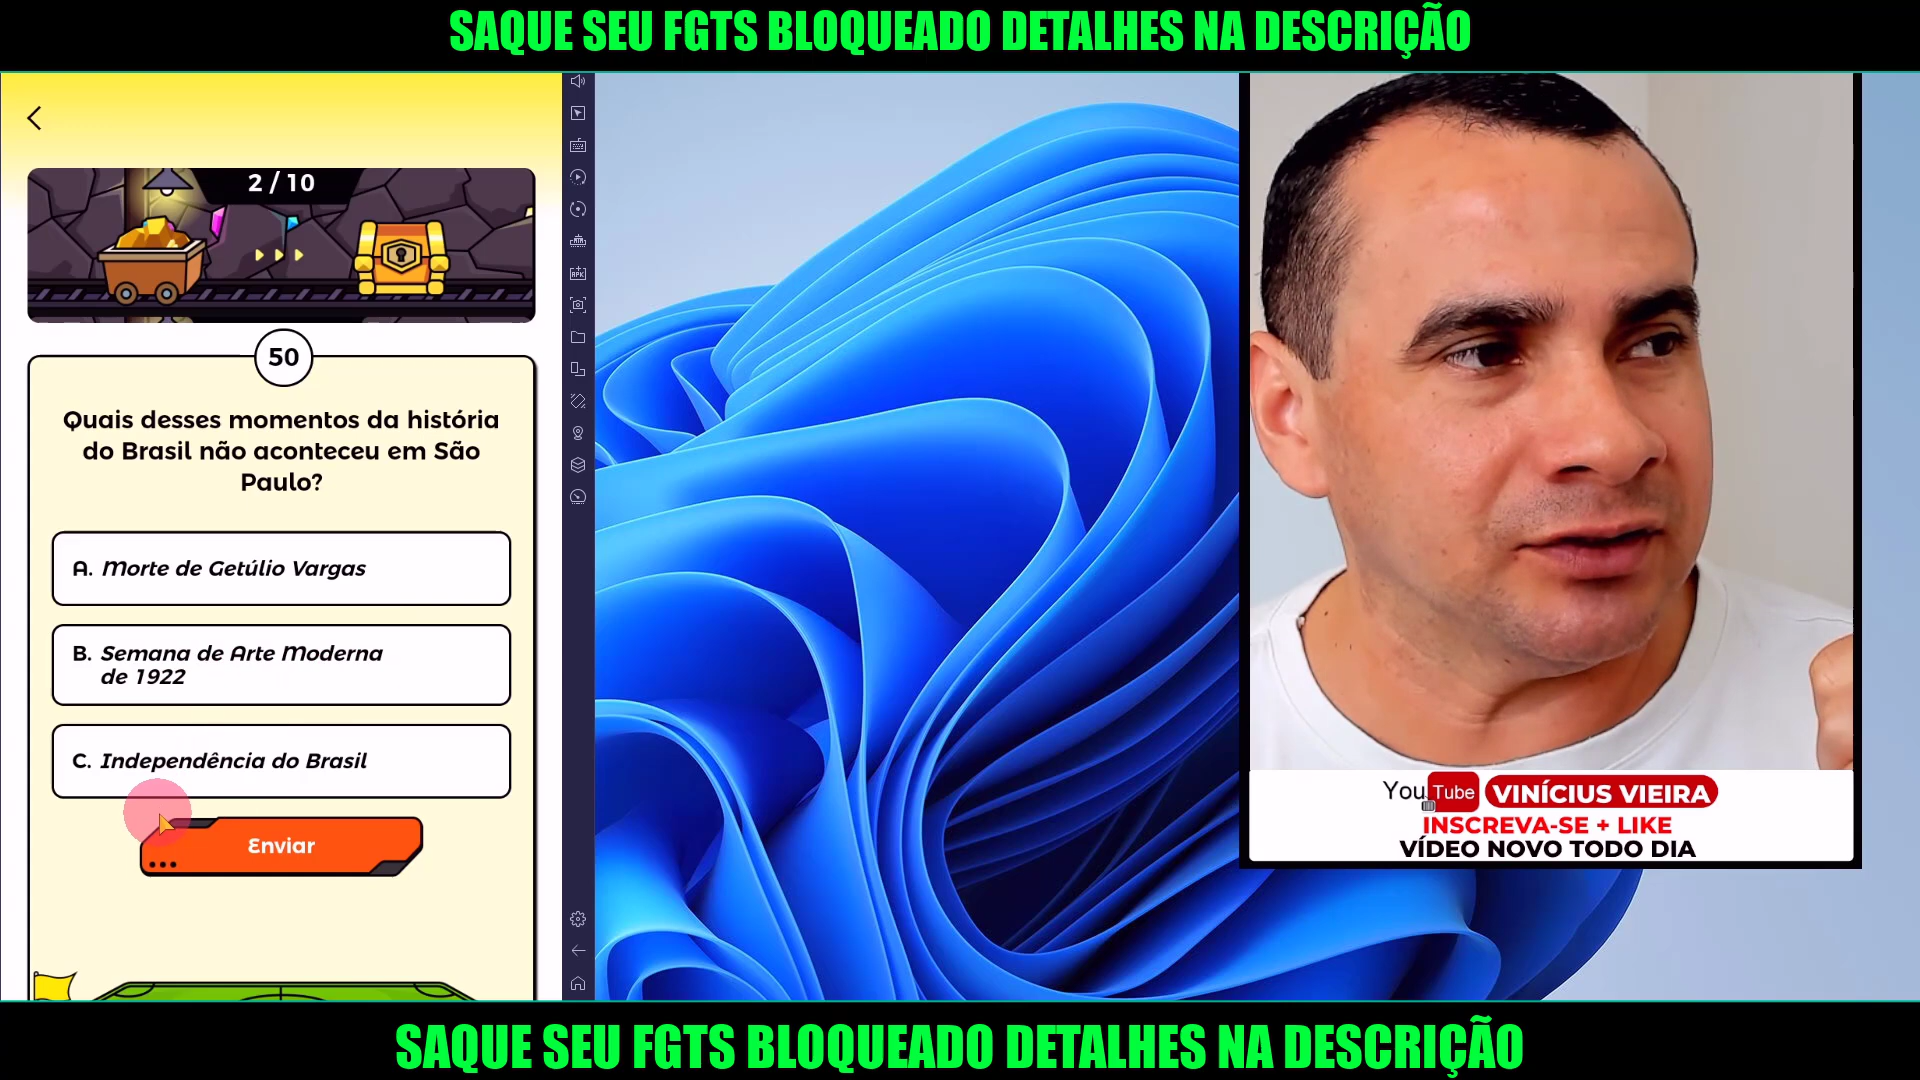 SAQUE SEU FGTS BLOQUEADO DETALHES NA DESCRIÇÃO
2 / 10
50
Quais desses momentos da história
do Brasil não aconteceu em São
Paulo?
A. Morte de Getúlio Vargas
B. Semana de Arte Moderna
de 1922
C. Independência do Brasil
Enviar
YouTube VINÍCIUS VIEIRA
INSCREVA-SE + LIKE
VÍDEO NOVO TODO DIA
SAQUE SEU FGTS BLOQUEADO DETALHES NA DESCRIÇÃO